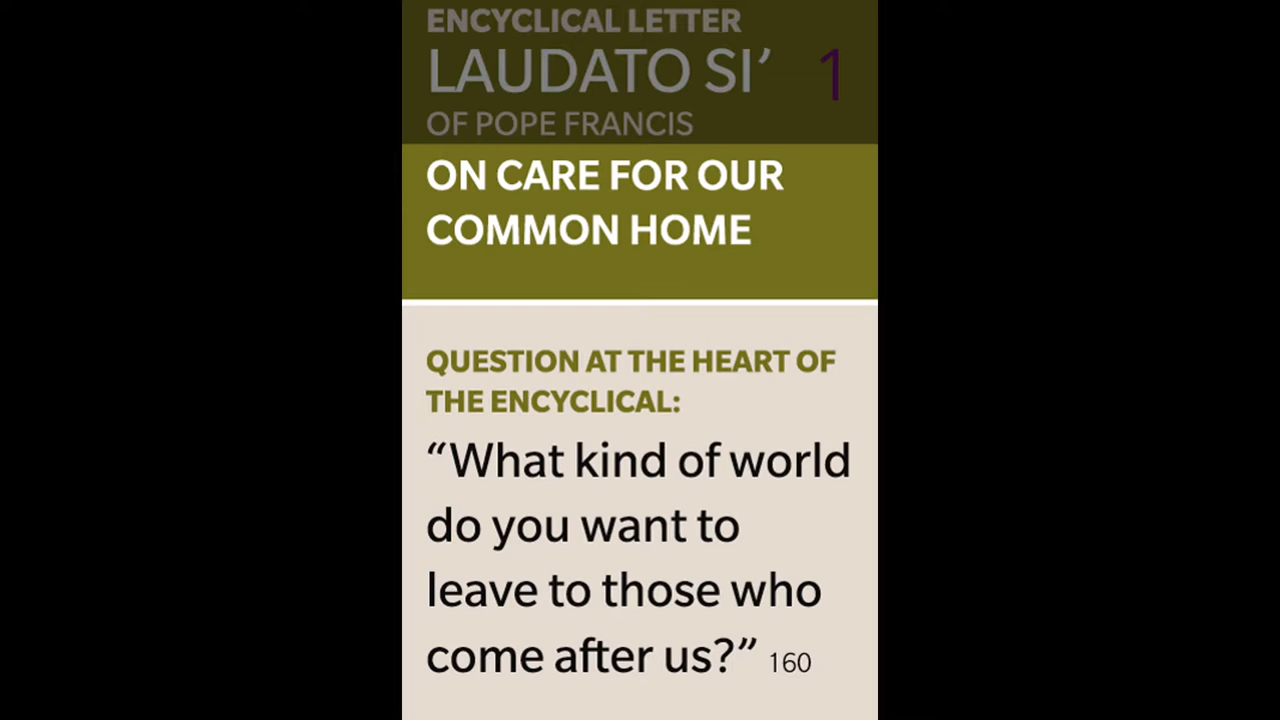 ENCYCLICAL LETTER
LAUDATO SI’ 1
OF POPE FRANCIS
ON CARE FOR OUR
COMMON HOME
QUESTION AT THE HEART OF
THE ENCYCLICAL:
“What kind of world
do you want to
leave to those who
come after us?” 160